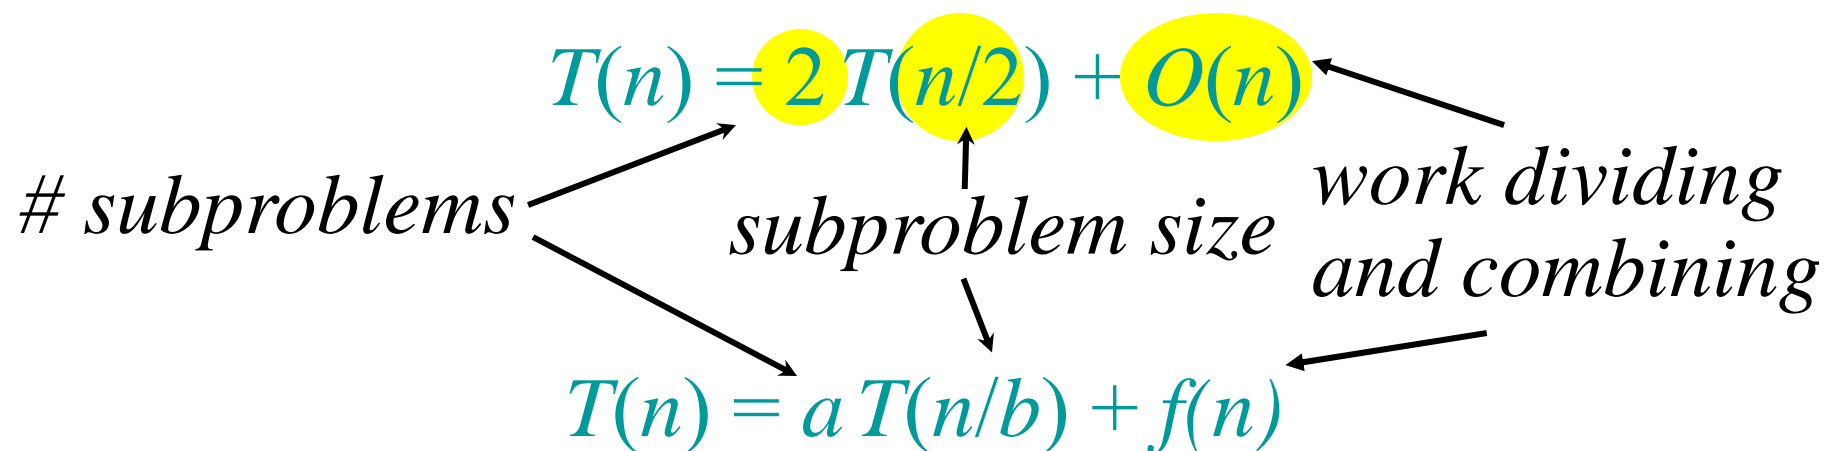 T(n) = 2 T(n/2) + O(n)
# subproblems
subproblem size
work dividing
and combining
T(n) = a T(n/b) + f(n)